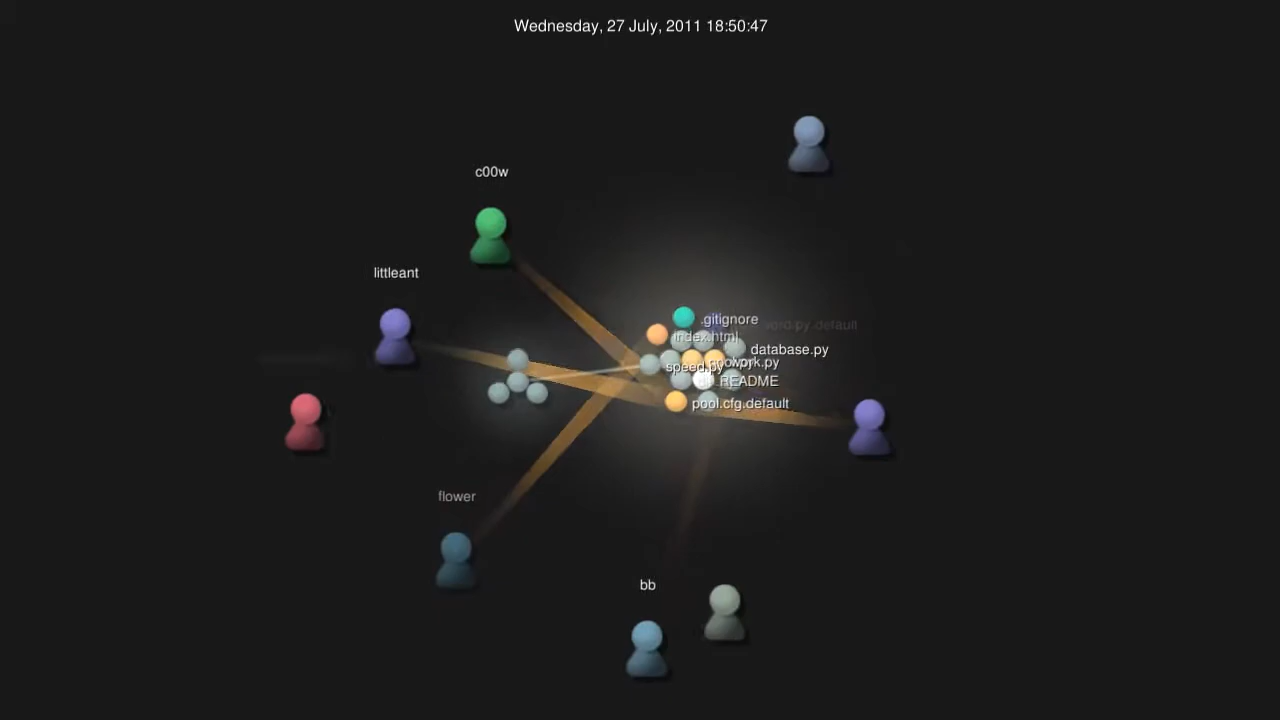 Wednesday, 27 July, 2011 18:50:47
c00w
littleant
.gitignore
index.html
database.py
speed.py
README
pool.cfg.default
flower
bb